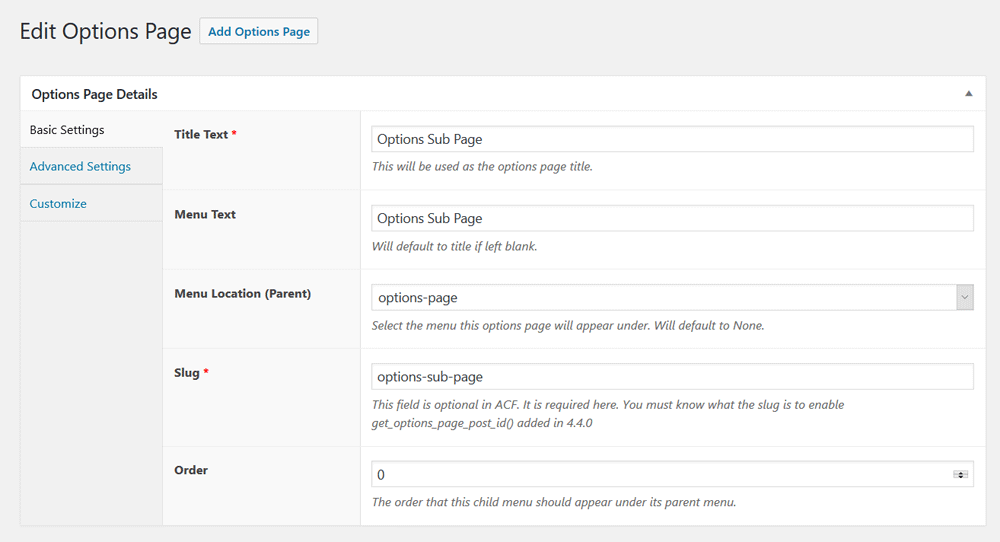 Edit Options Page
Add Options Page
Options Page Details
Basic Settings
Advanced Settings
Customize
Title Text *
Options Sub Page
This will be used as the options page title.
Menu Text
Options Sub Page
Will default to title if left blank.
Menu Location (Parent)
options-page
Select the menu this options page will appear under. Will default to None.
Slug *
options-sub-page
This field is optional in ACF. It is required here. You must know what the slug is to enable
get_options_page_post_id() added in 4.4.0
Order
0
The order that this child menu should appear under its parent menu.